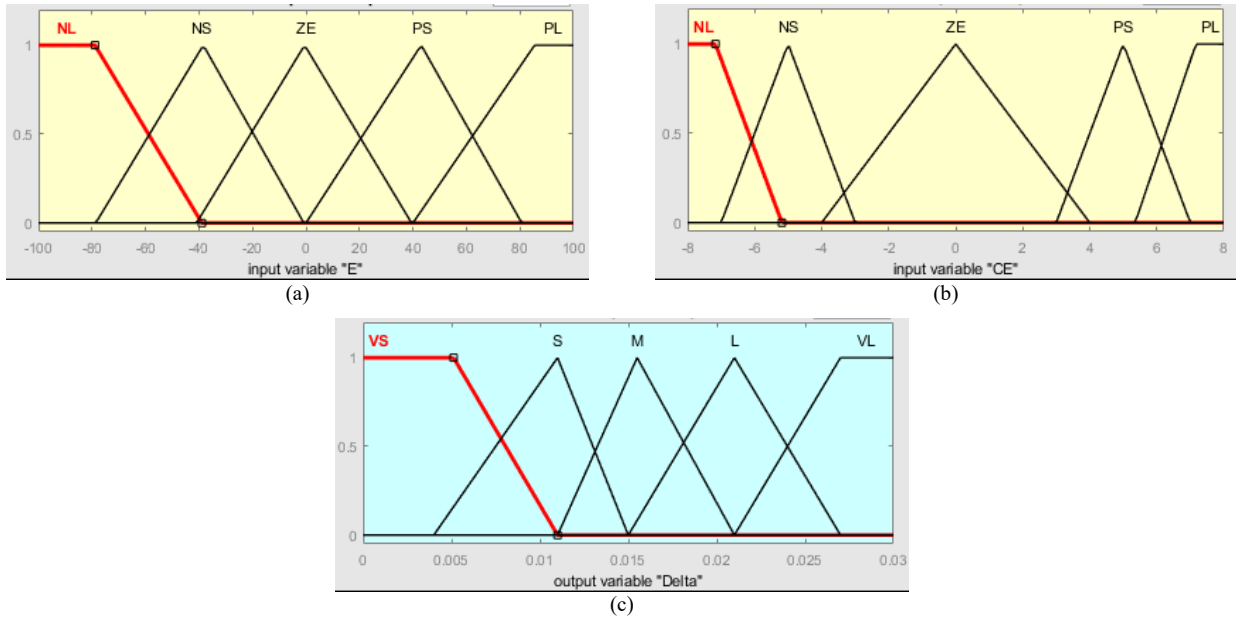 NL NS ZE PS PL
1
0.5
0
-100 -80 -60 -40 -20 0 20 40 60 80 100
input variable "E"
(a)
NL NS ZE PS PL
1
0.5
0
-8 -6 -4 -2 0 2 4 6 8
input variable "CE"
(b)
VS S M L VL
1
0.5
0
0 0.005 0.01 0.015 0.02 0.025 0.03
output variable "Delta"
(c)